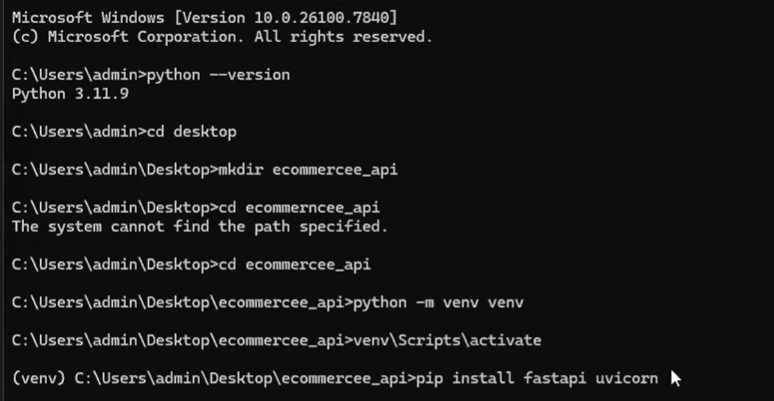 Microsoft Windows [Version 10.0.26100.7840]
(c) Microsoft Corporation. All rights reserved.
C:\Users\admin>python --version
Python 3.11.9
C:\Users\admin>cd desktop
C:\Users\admin\Desktop>mkdir ecommercee_api
C:\Users\admin\Desktop>cd ecommerncee_api
The system cannot find the path specified.
C:\Users\admin\Desktop>cd ecommercee_api
C:\Users\admin\Desktop\ecommercee_api>python -m venv venv
C:\Users\admin\Desktop\ecommercee_api>venv\Scripts\activate
(venv) C:\Users\admin\Desktop\ecommercee_api>pip install fastapi uvicorn